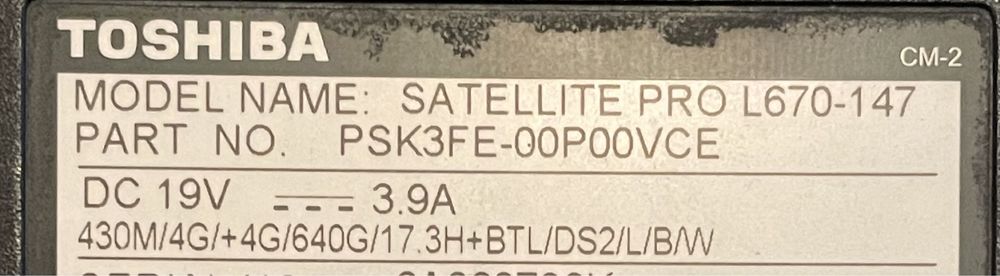 TOSHIBA
CM-2
MODEL NAME: SATELLITE PRO L670-147
PART NO. PSK3FE-00P00VCE
DC 19V 3.9A
430M/4G/+4G/640G/17.3H+BTL/DS2/L/B/W